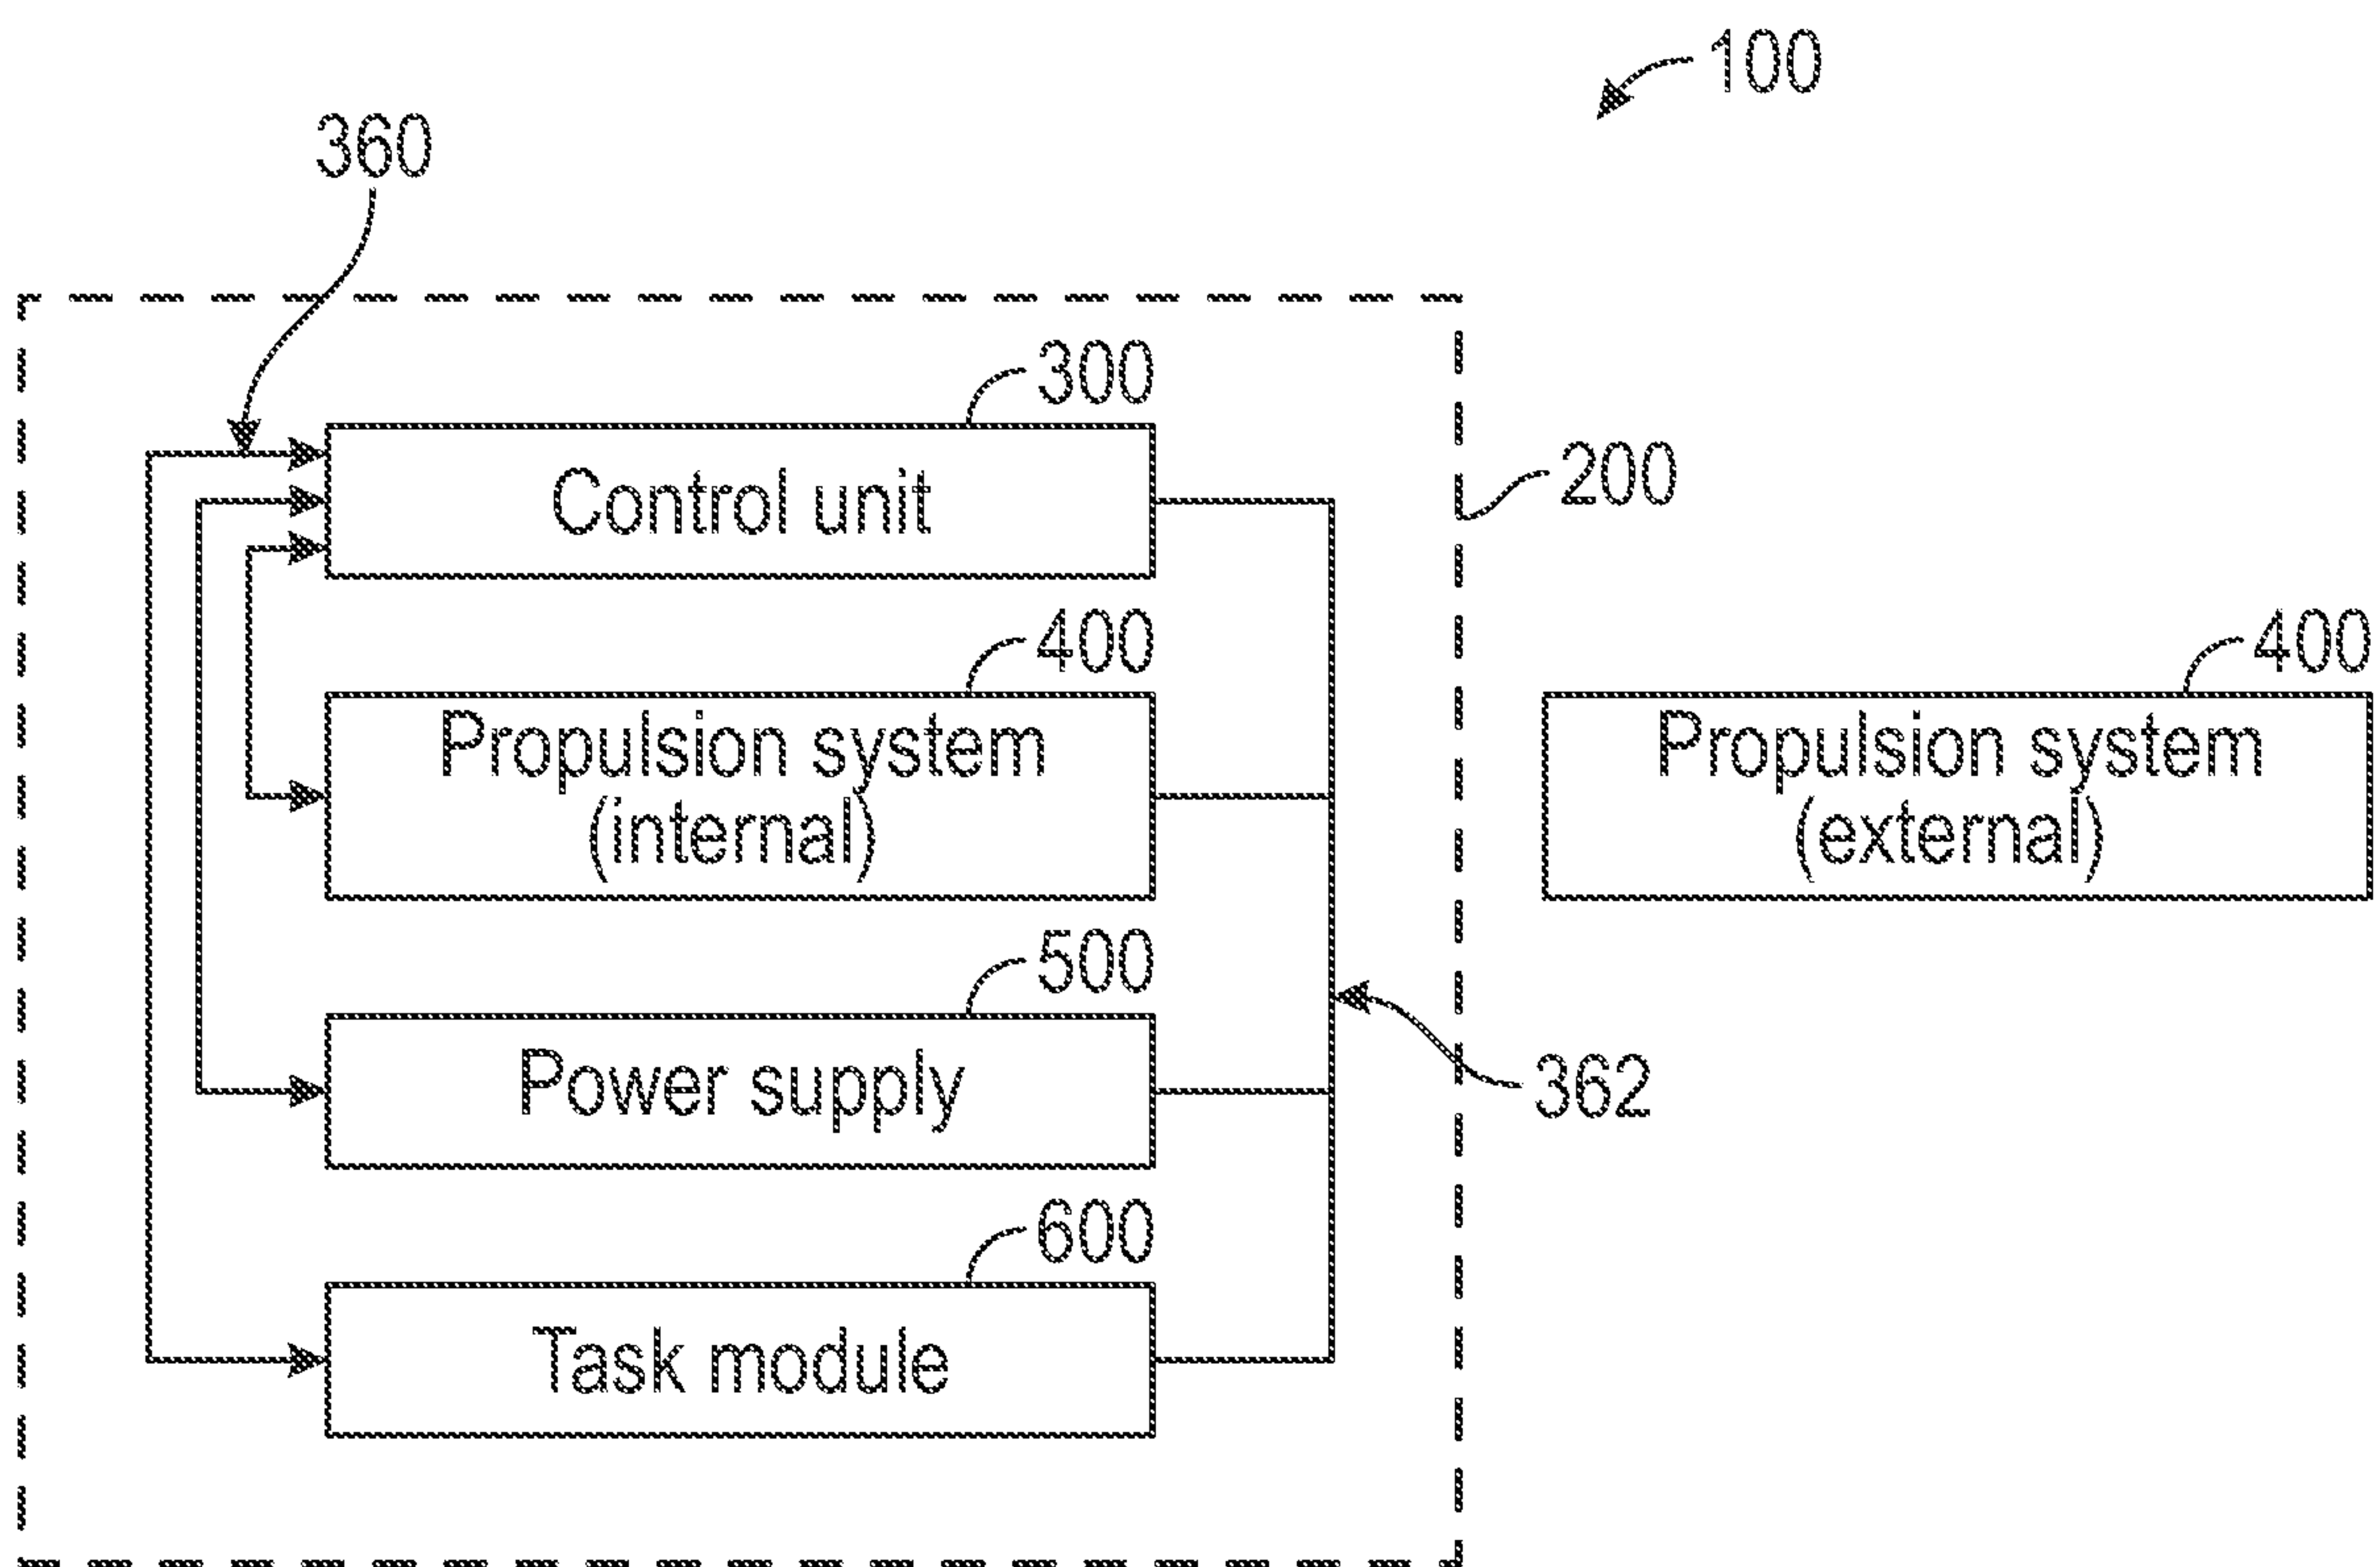 100
360
300
Control unit
200
400
Propulsion system
(internal)
400
Propulsion system
(external)
500
Power supply
362
600
Task module